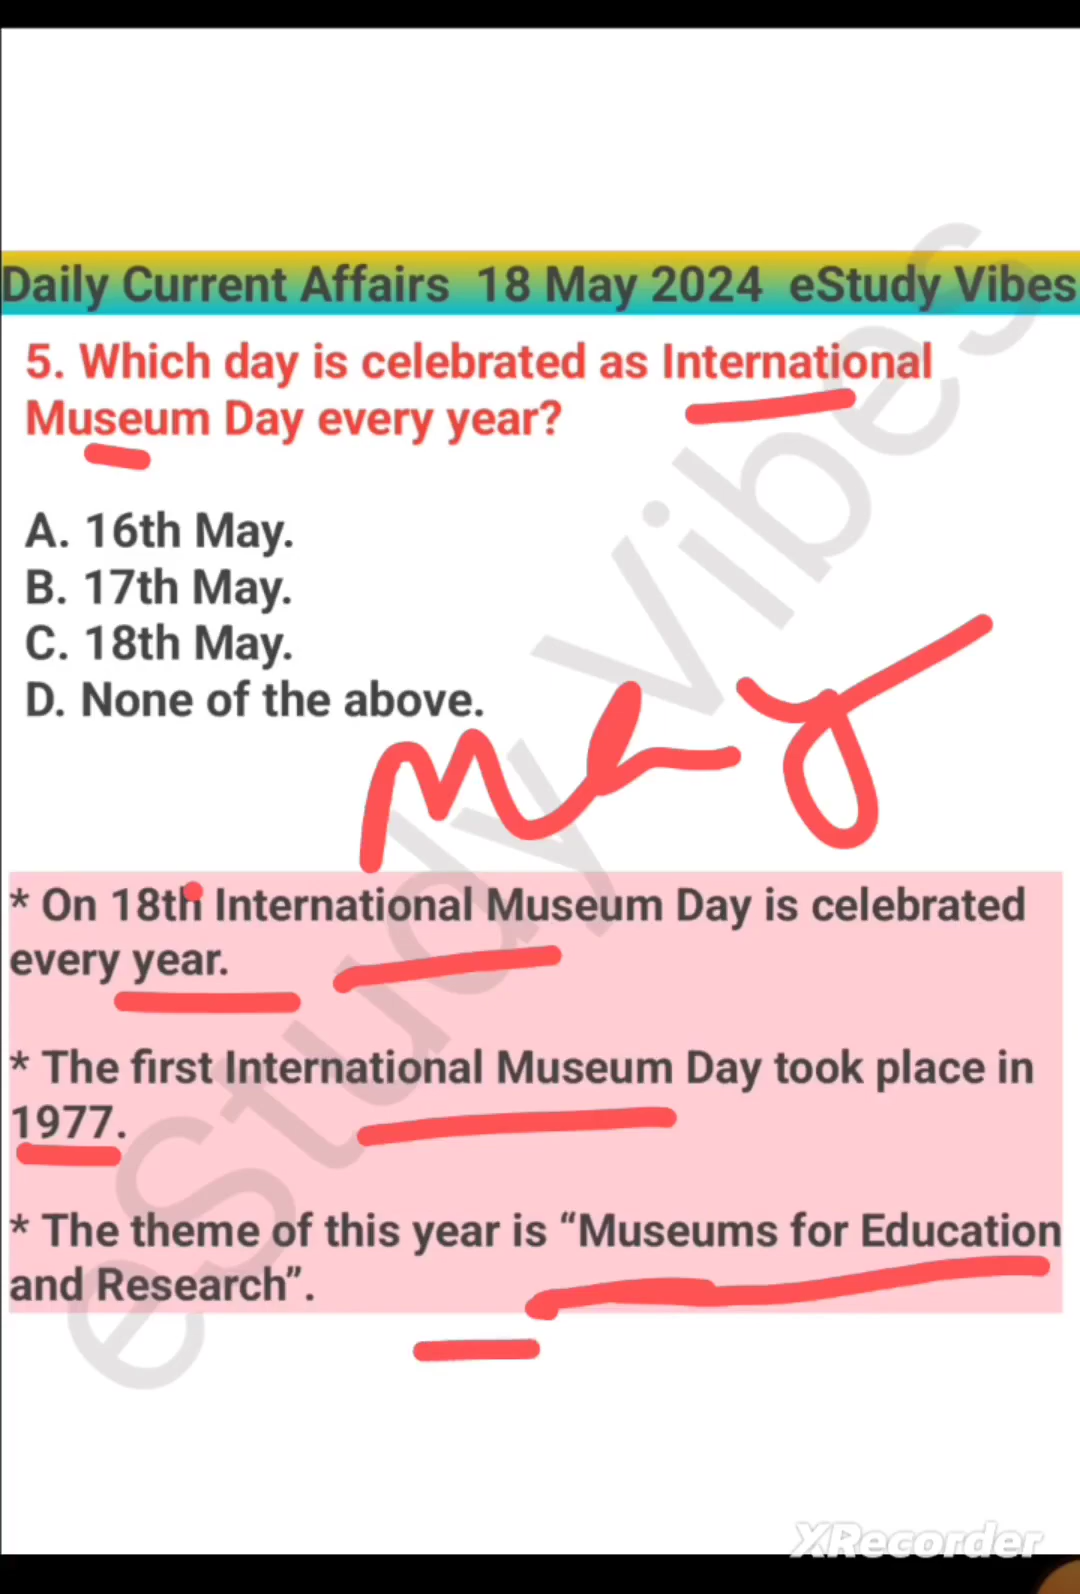 Daily Current Affairs 18 May 2024 eStudy Vibes
5. Which day is celebrated as International
Museum Day every year?
A. 16th May.
B. 17th May.
C. 18th May.
D. None of the above.
May
* On 18th International Museum Day is celebrated
every year.
* The first International Museum Day took place in
1977.
* The theme of this year is “Museums for Education
and Research”.
eStudy Vibes
XRecorder